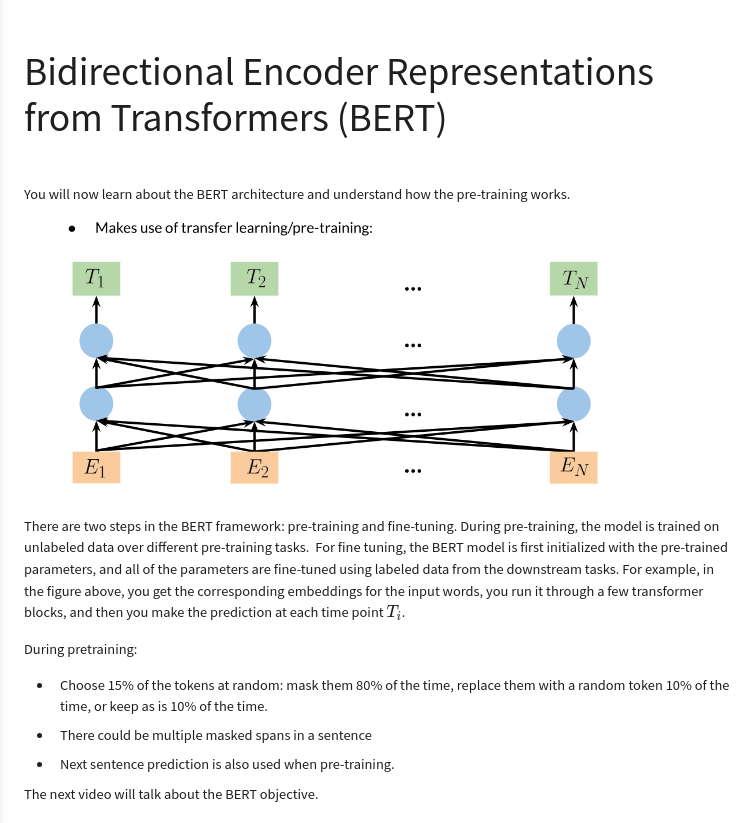 Bidirectional Encoder Representations
from Transformers (BERT)
You will now learn about the BERT architecture and understand how the pre-training works.
● Makes use of transfer learning/pre-training:
T1 T2 ... TN
...
...
E1 E2 ... EN
There are two steps in the BERT framework: pre-training and fine-tuning. During pre-training, the model is trained on
unlabeled data over different pre-training tasks.  For fine tuning, the BERT model is first initialized with the pre-trained
parameters, and all of the parameters are fine-tuned using labeled data from the downstream tasks. For example, in
the figure above, you get the corresponding embeddings for the input words, you run it through a few transformer
blocks, and then you make the prediction at each time point Ti.
During pretraining:
• Choose 15% of the tokens at random: mask them 80% of the time, replace them with a random token 10% of the
time, or keep as is 10% of the time.
• There could be multiple masked spans in a sentence
• Next sentence prediction is also used when pre-training.
The next video will talk about the BERT objective.